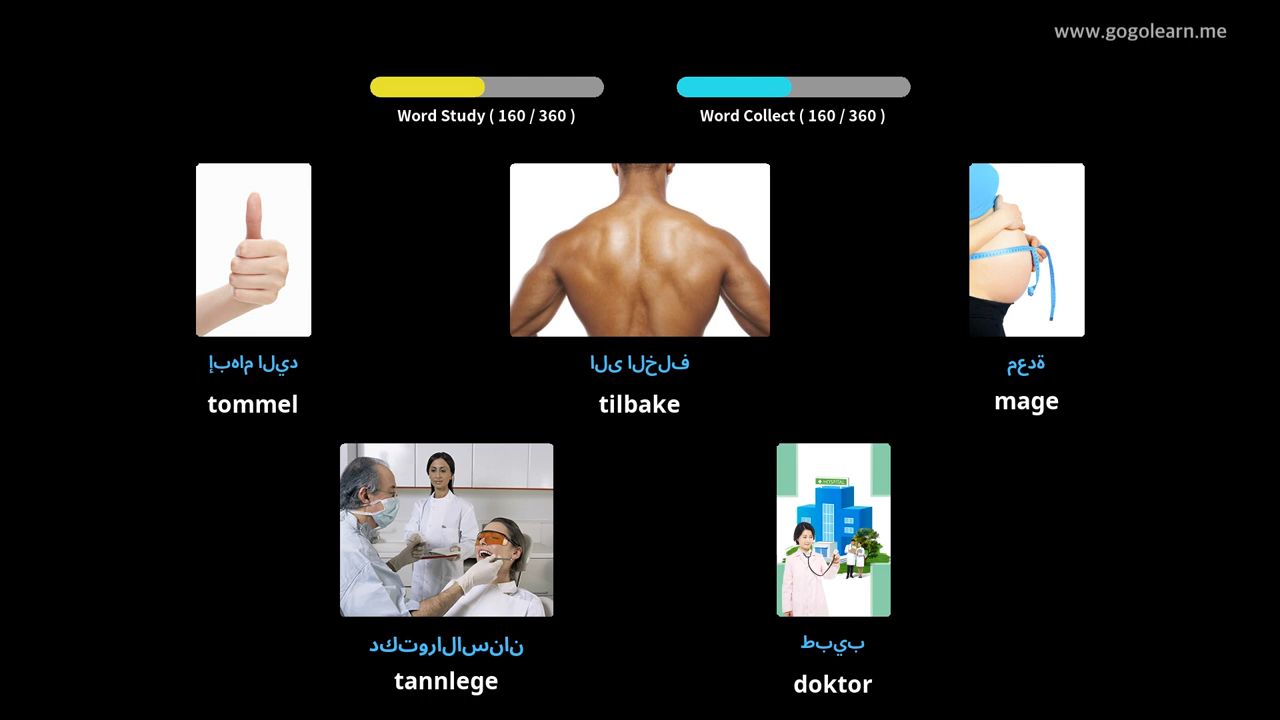 www.gogolearn.me
Word Study ( 160 / 360 )
Word Collect ( 160 / 360 )
إبهام اليد
tommel
الى الخلف
tilbake
معدة
mage
HOSPITAL
دكتورالاسنان
tannlege
طبيب
doktor